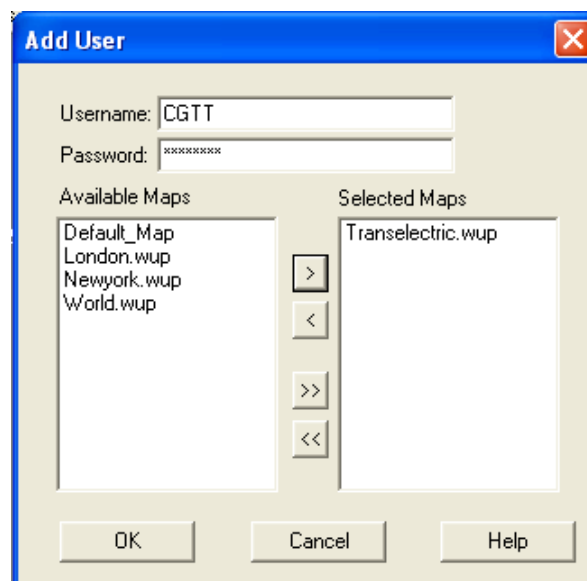 Add User
Username: CGTT
Password: ********
Available Maps
Selected Maps
Default_Map
London.wup
Newyork.wup
World.wup
>
<
>>
<<
Transelectric.wup
OK
Cancel
Help